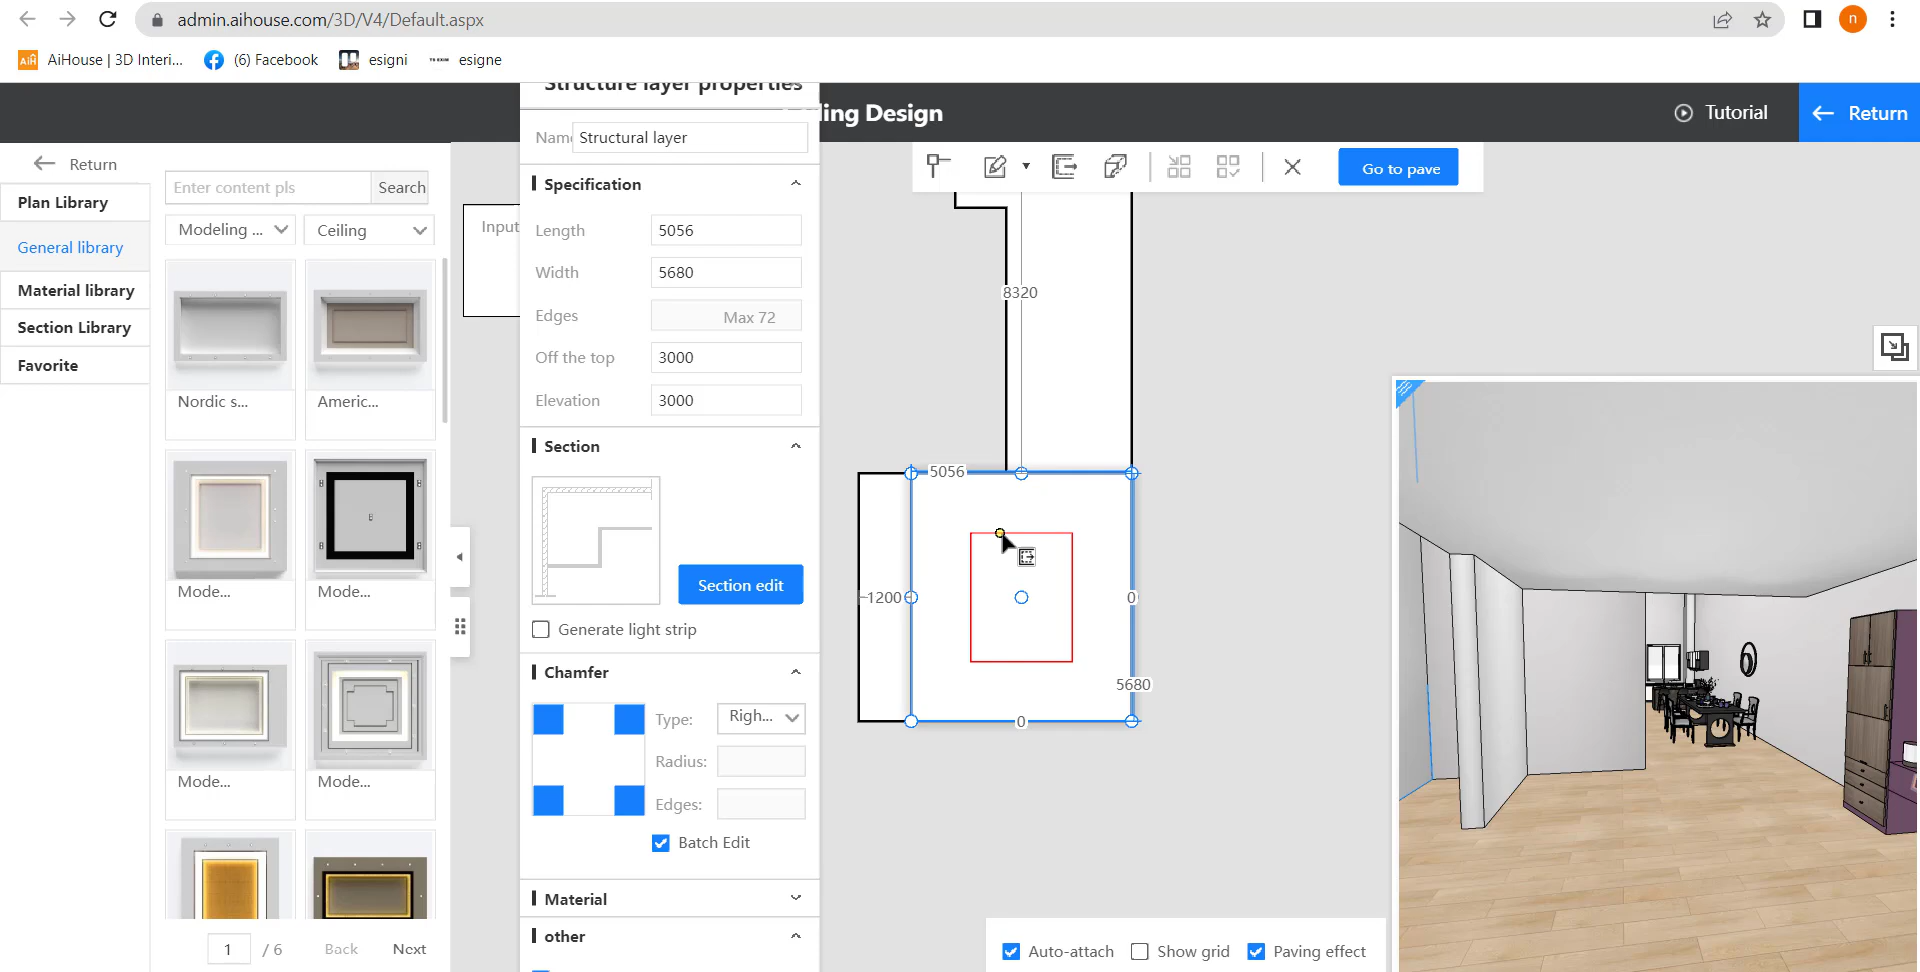 admin.aihouse.com/3D/V4/Default.aspx
n
AiH AiHouse | 3D Interi... (6) Facebook esigni esigne
Structure layer properties
ling Design
Tutorial
Return
Return
Plan Library
General library
Material library
Section Library
Favorite
Enter content pls Search
Modeling ... Ceiling
Nordic s... Americ...
Mode... Mode...
Mode... Mode...
1 / 6 Back Next
Input
Name Structural layer
Specification
Length 5056
Width 5680
Edges Max 72
Off the top 3000
Elevation 3000
Section
Section edit
Generate light strip
Chamfer
Type: Righ...
Radius:
Edges:
Batch Edit
Material
other
Go to pave
8320
5056
1200
0
5680
0
Auto-attach Show grid Paving effect